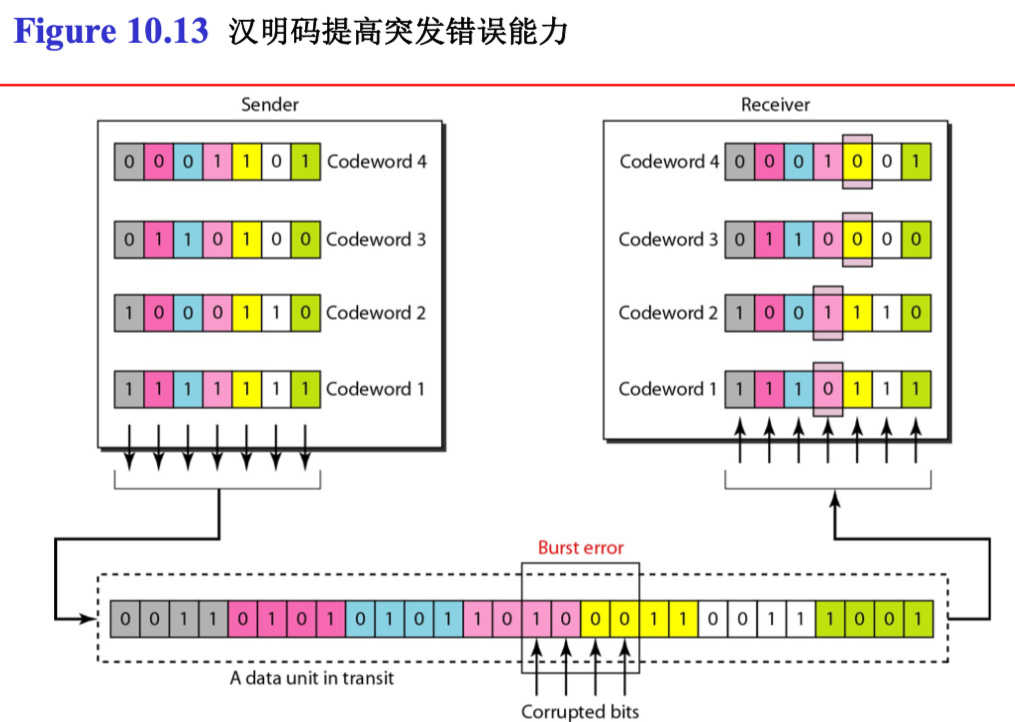 Figure 10.13 汉明码提高突发错误能力
Sender
Receiver
0 0 0 1 1 0 1 Codeword 4
Codeword 4 0 0 0 1 0 0 1
0 1 1 0 1 0 0 Codeword 3
Codeword 3 0 1 1 0 0 0 0
1 0 0 0 1 1 0 Codeword 2
Codeword 2 1 0 0 1 1 1 0
1 1 1 1 1 1 1 Codeword 1
Codeword 1 1 1 1 0 1 1 1
Burst error
0 0 1 1 0 1 0 1 0 1 0 1 1 0 1 0 0 0 1 1 0 0 1 1 1 0 0 1
A data unit in transit
Corrupted bits